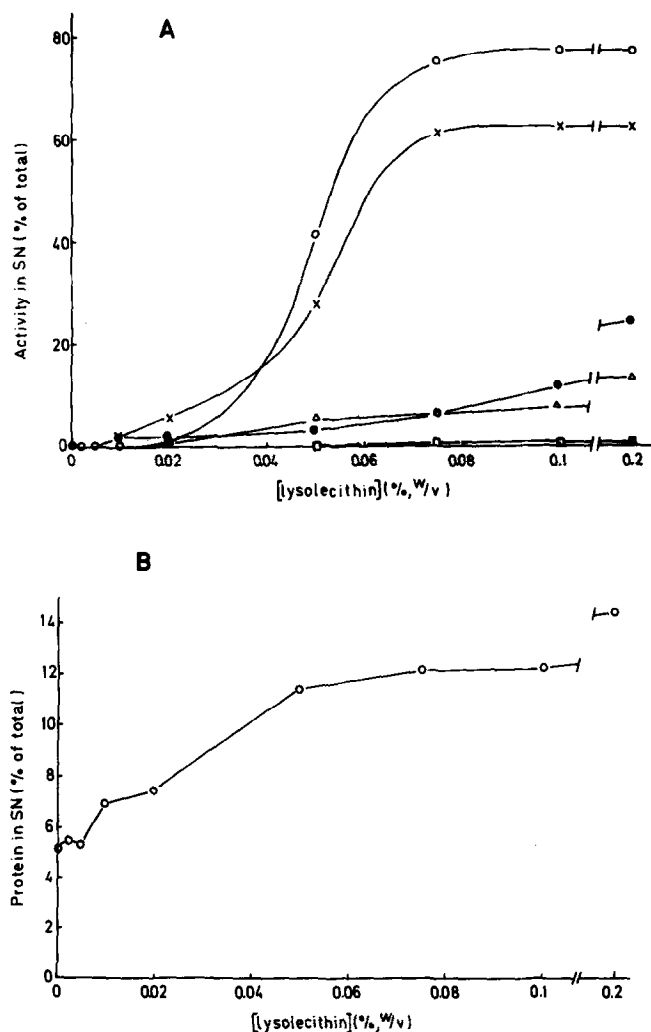 A
80
60
40
20
0
Activity in SN (% of total)
0 0.02 0.04 0.06 0.08 0.1 0.2
[lysolecithin] (%, w/v)
B
14
12
10
8
6
4
2
0
Protein in SN (% of total)
0 0.02 0.04 0.06 0.08 0.1 0.2
[lysolecithin] (%, w/v)